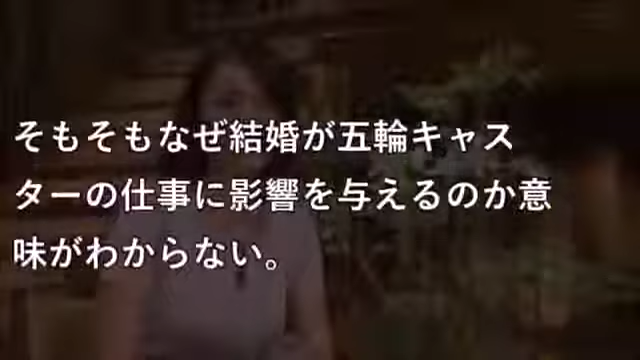 そもそもなぜ結婚が五輪キャス
ターの仕事に影響を与えるのか意
味がわからない。